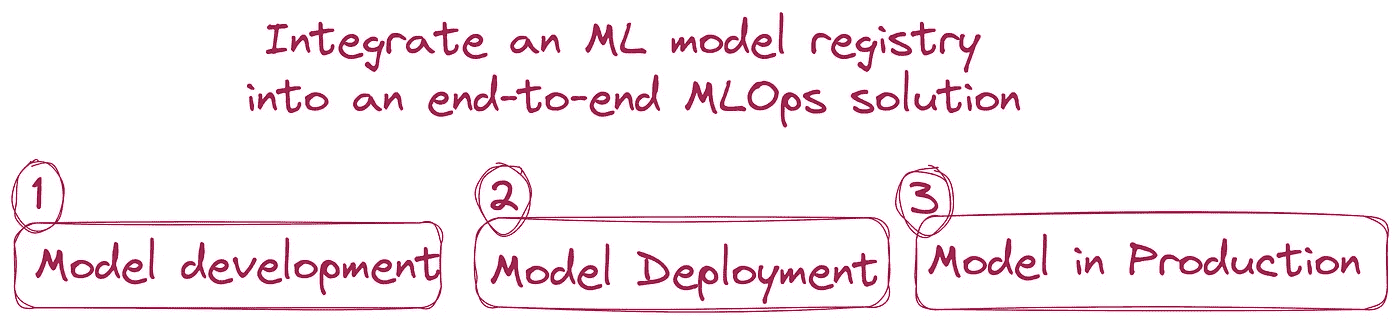 Integrate an ML model registry
into an end-to-end MLOps solution
1
Model development
2
Model Deployment
3
Model in Production